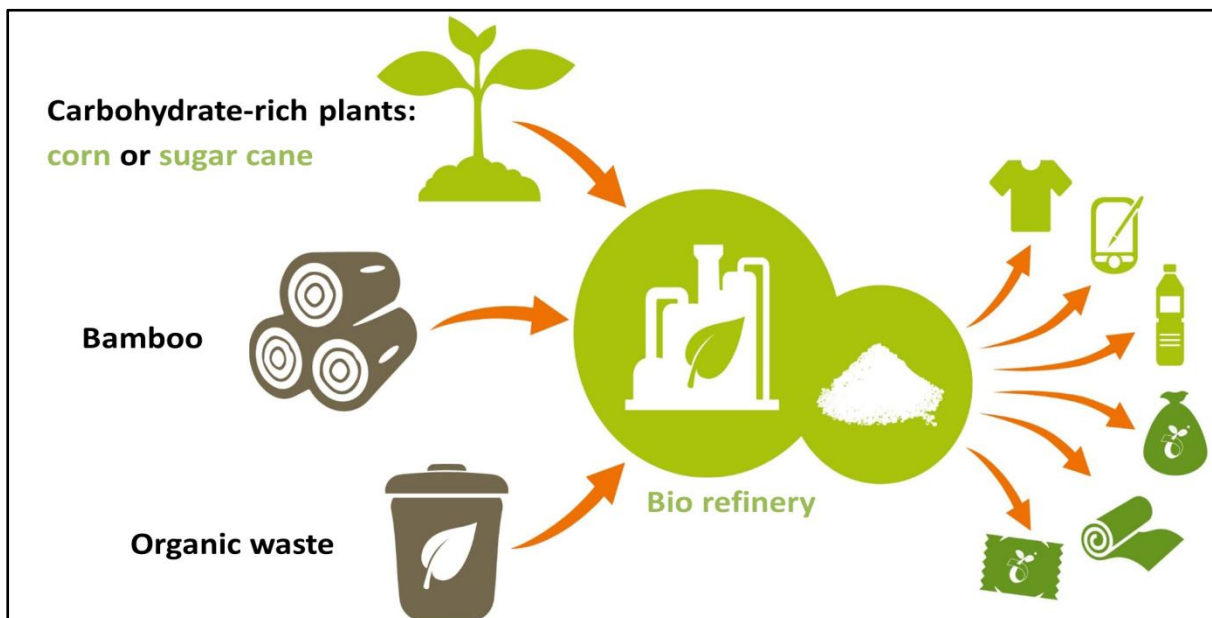 Carbohydrate-rich plants:
corn or sugar cane
Bamboo
Organic waste
Bio refinery